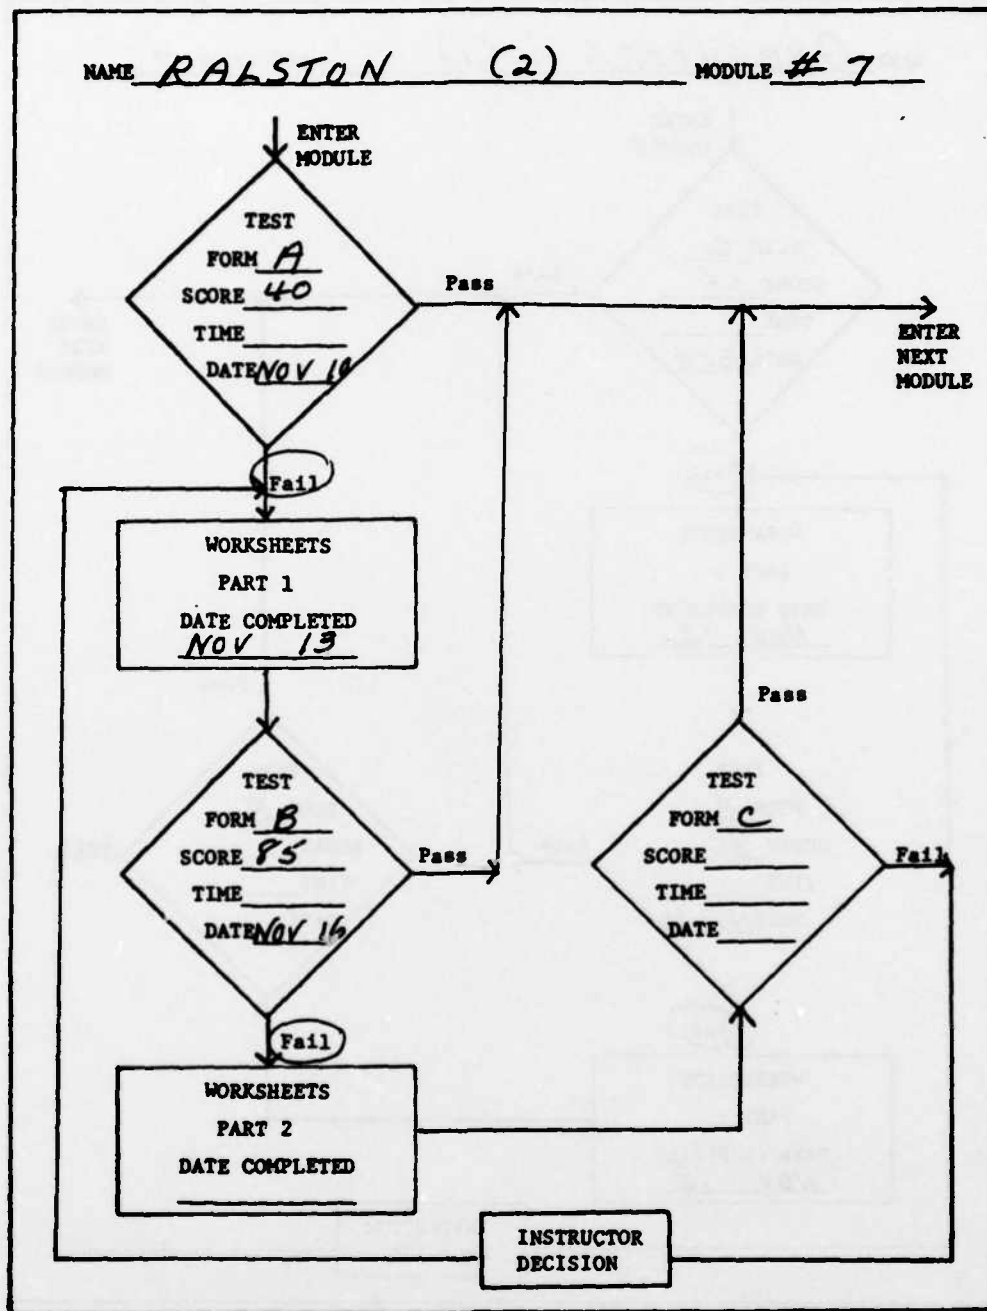 NAME RALSTON (2) MODULE # 7
ENTER
MODULE
TEST
FORM A
SCORE 40
TIME
DATE NOV 10
Pass
ENTER
NEXT
MODULE
Fail
WORKSHEETS
PART 1
DATE COMPLETED
NOV 13
TEST
FORM B
SCORE 85
TIME
DATE NOV 16
Pass
Fail
WORKSHEETS
PART 2
DATE COMPLETED
Pass
TEST
FORM C
SCORE
TIME
DATE
Fail
INSTRUCTOR
DECISION